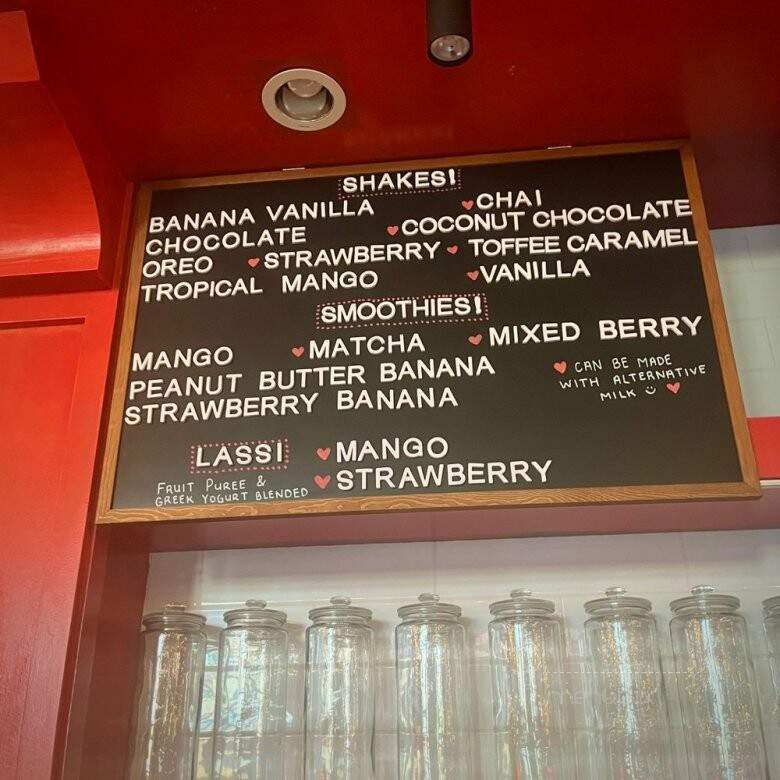 SHAKES!
BANANA VANILLA ♥CHAI
CHOCOLATE ♥COCONUT CHOCOLATE
OREO ♥STRAWBERRY ♥ TOFFEE CARAMEL
TROPICAL MANGO ♥VANILLA
SMOOTHIES!
MANGO ♥MATCHA ♥MIXED BERRY
PEANUT BUTTER BANANA
STRAWBERRY BANANA
♥ CAN BE MADE
WITH ALTERNATIVE
MILK ☺ ♥
LASSI ♥MANGO
♥STRAWBERRY
FRUIT PUREE &
GREEK YOGURT BLENDED